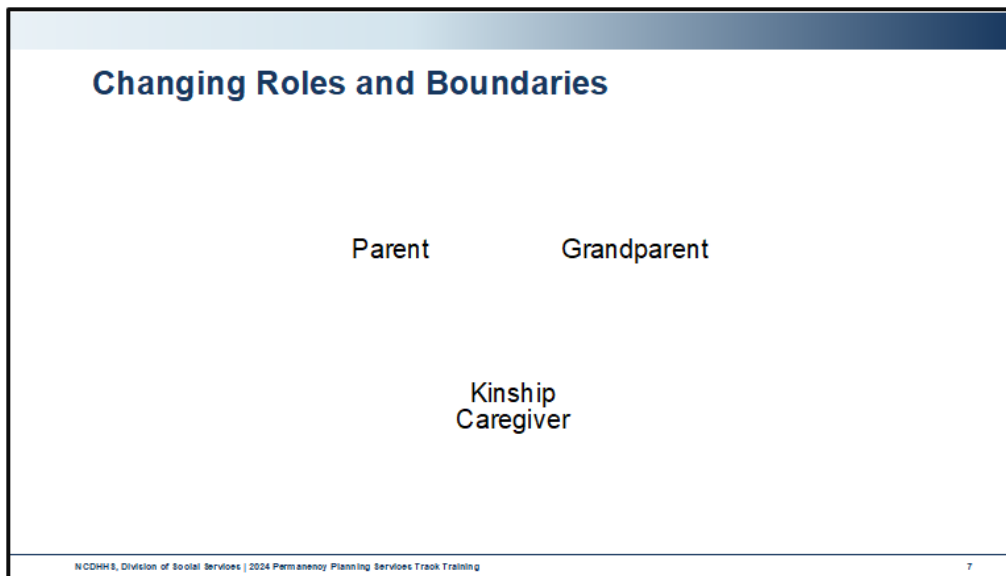 Changing Roles and Boundaries
Parent Grandparent
Kinship
Caregiver
NCDHHS, Division of Social Services | 2024 Permanency Planning Services Track Training 7